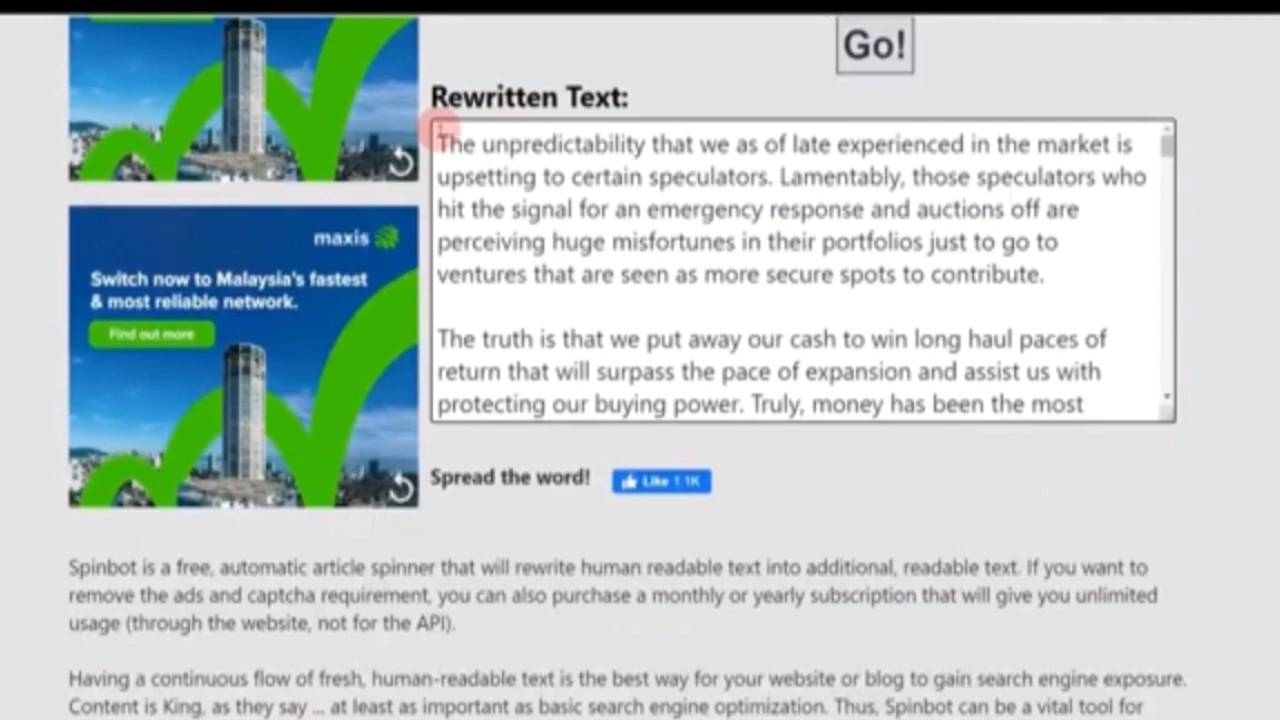 Go!
Rewritten Text:
The unpredictability that we as of late experienced in the market is
upsetting to certain speculators. Lamentably, those speculators who
hit the signal for an emergency response and auctions off are
perceiving huge misfortunes in their portfolios just to go to
ventures that are seen as more secure spots to contribute.
The truth is that we put away our cash to win long haul paces of
return that will surpass the pace of expansion and assist us with
protecting our buying power. Truly, money has been the most
maxis
Switch now to Malaysia's fastest
& most reliable network.
Find out more
Spread the word!
Like 1.1K
Spinbot is a free, automatic article spinner that will rewrite human readable text into additional, readable text. If you want to
remove the ads and captcha requirement, you can also purchase a monthly or yearly subscription that will give you unlimited
usage (through the website, not for the API).
Having a continuous flow of fresh, human-readable text is the best way for your website or blog to gain search engine exposure.
Content is King, as they say ... at least as important as basic search engine optimization. Thus, Spinbot can be a vital tool for